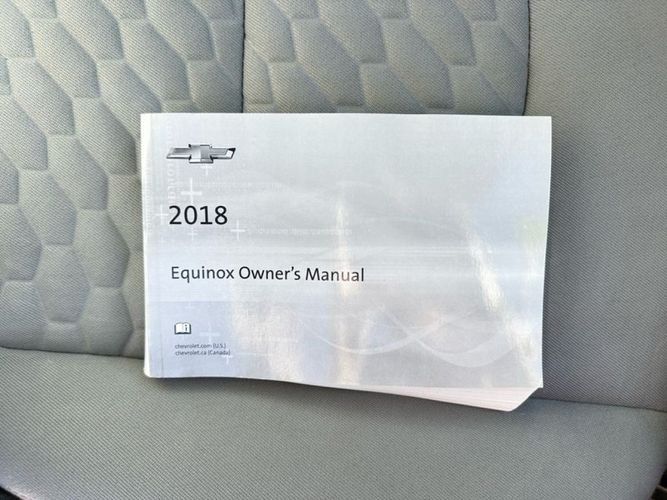 2018
Equinox Owner's Manual
chevrolet.com (U.S.)
chevrolet.ca (Canada)